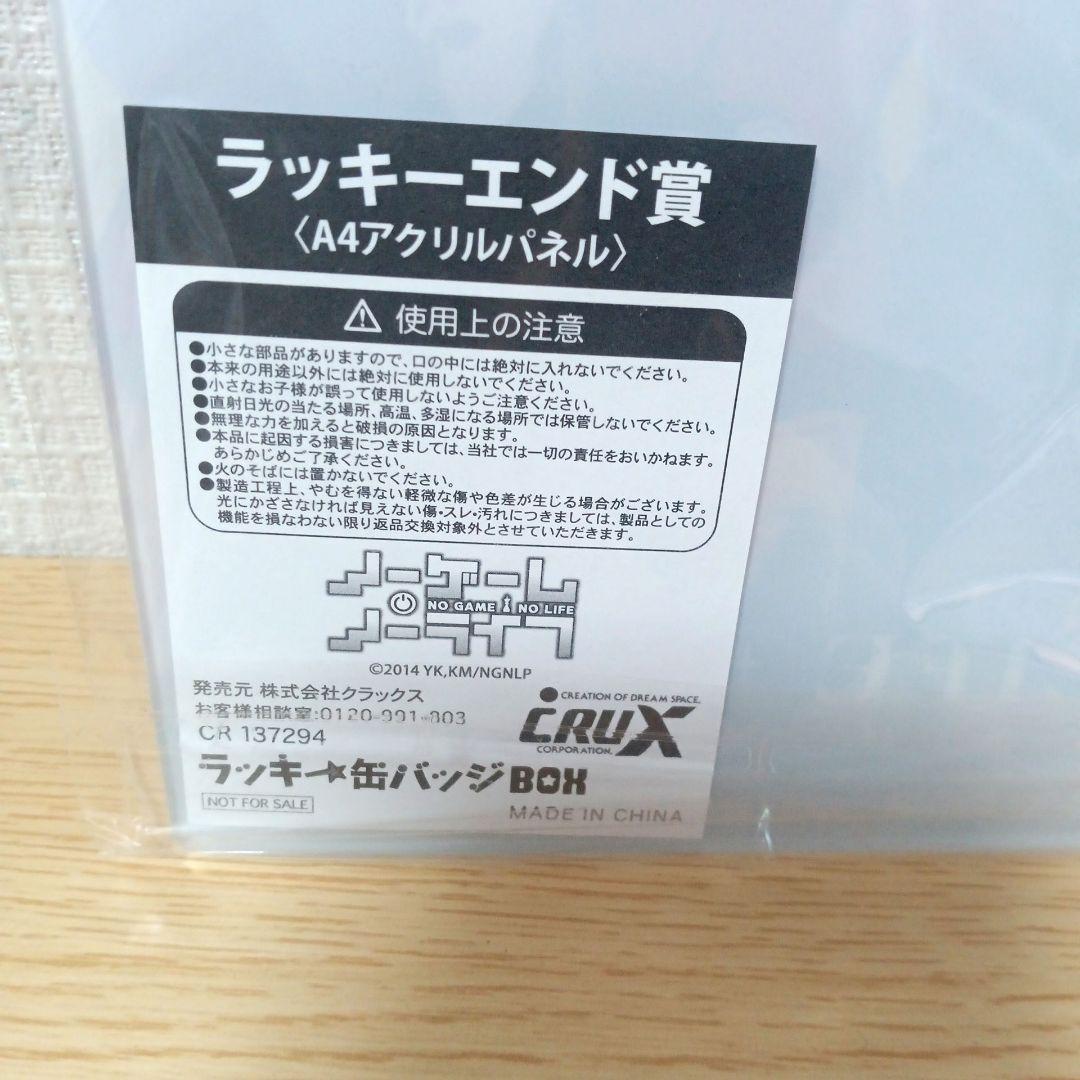 ラッキーエンド賞
〈A4アクリルパネル〉
⚠ 使用上の注意
●小さな部品がありますので、口の中には絶対に入れないでください。
●本来の用途以外には絶対に使用しないでください。
●小さなお子様が誤って使用しないようご注意ください。
●直射日光の当たる場所、高温、多湿になる場所では保管しないでください。
●無理な力を加えると破損の原因となります。
●本品に起因する損害につきましては、当社では一切の責任をおいかねます。
あらかじめご了承ください。
●火のそばには置かないでください。
●製造工程上、やむを得ない軽微な傷や色差が生じる場合がございます。
光にかざさなければ見えない傷・スレ・汚れにつきましては、製品としての
機能を損なわない限り返品交換対象外とさせていただきます。
ノーゲーム
NO GAME NO LIFE
ノーライフ
©2014 YK,KM/NGNLP
発売元 株式会社クラックス
お客様相談室:0120-991-803
CR 137294
CREATION OF DREAM SPACE.
CRUX
CORPORATION.
ラッキー★缶バッジBOX
NOT FOR SALE
MADE IN CHINA